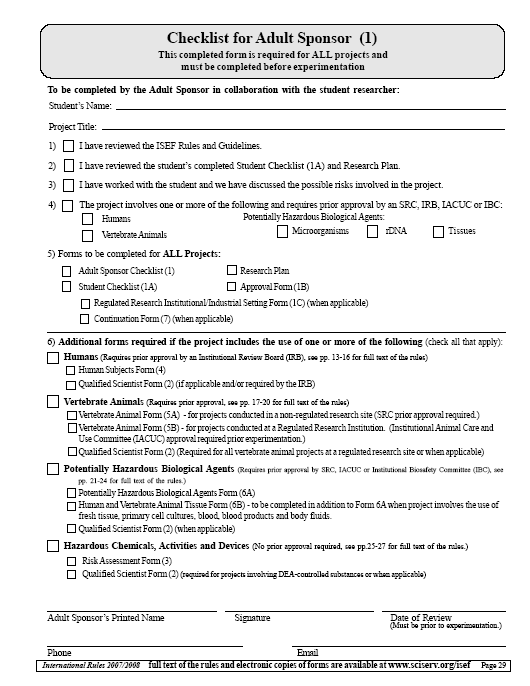 Checklist for Adult Sponsor (1)
This completed form is required for ALL projects and
must be completed before experimentation
To be completed by the Adult Sponsor in collaboration with the student researcher:
Student's Name:
Project Title:
1) I have reviewed the ISEF Rules and Guidelines.
2) I have reviewed the student's completed Student Checklist (1A) and Research Plan.
3) I have worked with the student and we have discussed the possible risks involved in the project.
4) The project involves one or more of the following and requires prior approval by an SRC, IRB, IACUC or IBC:
Humans Potentially Hazardous Biological Agents:
Vertebrate Animals Microorganisms rDNA Tissues
5) Forms to be completed for ALL Projects:
Adult Sponsor Checklist (1) Research Plan
Student Checklist (1A) Approval Form (1B)
Regulated Research Institutional/Industrial Setting Form (1C) (when applicable)
Continuation Form (7) (when applicable)
6) Additional forms required if the project includes the use of one or more of the following (check all that apply):
Humans (Requires prior approval by an Institutional Review Board (IRB), see pp. 13-16 for full text of the rules)
Human Subjects Form (4)
Qualified Scientist Form (2) (if applicable and/or required by the IRB)
Vertebrate Animals (Requires prior approval, see pp. 17-20 for full text of the rules)
Vertebrate Animal Form (5A) - for projects conducted in a non-regulated research site (SRC prior approval required.)
Vertebrate Animal Form (5B) - for projects conducted at a Regulated Research Institution. (Institutional Animal Care and
Use Committee (IACUC) approval required prior experimentation.)
Qualified Scientist Form (2) (Required for all vertebrate animal projects at a regulated research site or when applicable)
Potentially Hazardous Biological Agents (Requires prior approval by SRC, IACUC or Institutional Biosafety Committee (IBC), see
pp. 21-24 for full text of the rules.)
Potentially Hazardous Biological Agents Form (6A)
Human and Vertebrate Animal Tissue Form (6B) - to be completed in addition to Form 6A when project involves the use of
fresh tissue, primary cell cultures, blood, blood products and body fluids.
Qualified Scientist Form (2) (when applicable)
Hazardous Chemicals, Activities and Devices (No prior approval required, see pp.25-27 for full text of the rules.)
Risk Assessment Form (3)
Qualified Scientist Form (2) (required for projects involving DEA-controlled substances or when applicable)
Adult Sponsor's Printed Name Signature Date of Review
(Must be prior to experimentation.)
Phone Email
International Rules 2007/2008 full text of the rules and electronic copies of forms are available at www.sciserv.org/isef Page 29